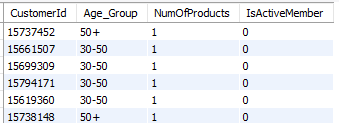 CustomerId Age_Group NumOfProducts IsActiveMember
15737452 50+ 1 0
15661507 30-50 1 0
15699309 30-50 1 0
15794171 30-50 1 0
15619360 30-50 1 0
15738148 50+ 1 0